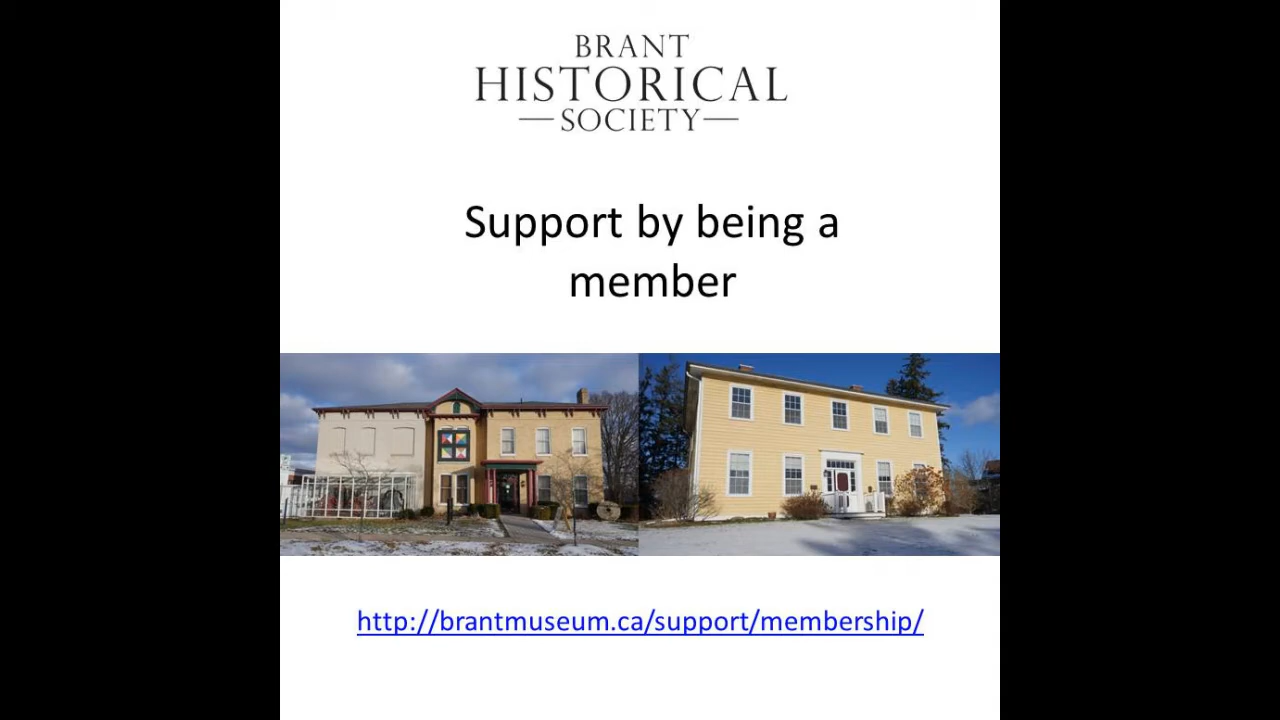 BRANT
HISTORICAL
SOCIETY
Support by being a
member
http://brantmuseum.ca/support/membership/